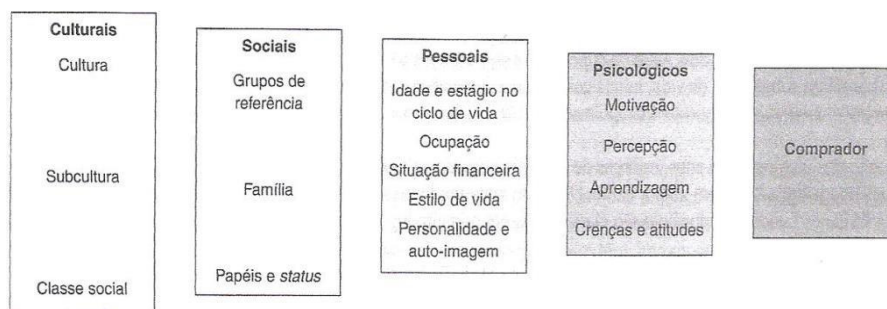 Culturais
Cultura
Subcultura
Classe social
Sociais
Grupos de
referência
Família
Papéis e status
Pessoais
Idade e estágio no
ciclo de vida
Ocupação
Situação financeira
Estilo de vida
Personalidade e
auto-imagem
Psicológicos
Motivação
Percepção
Aprendizagem
Crenças e atitudes
Comprador